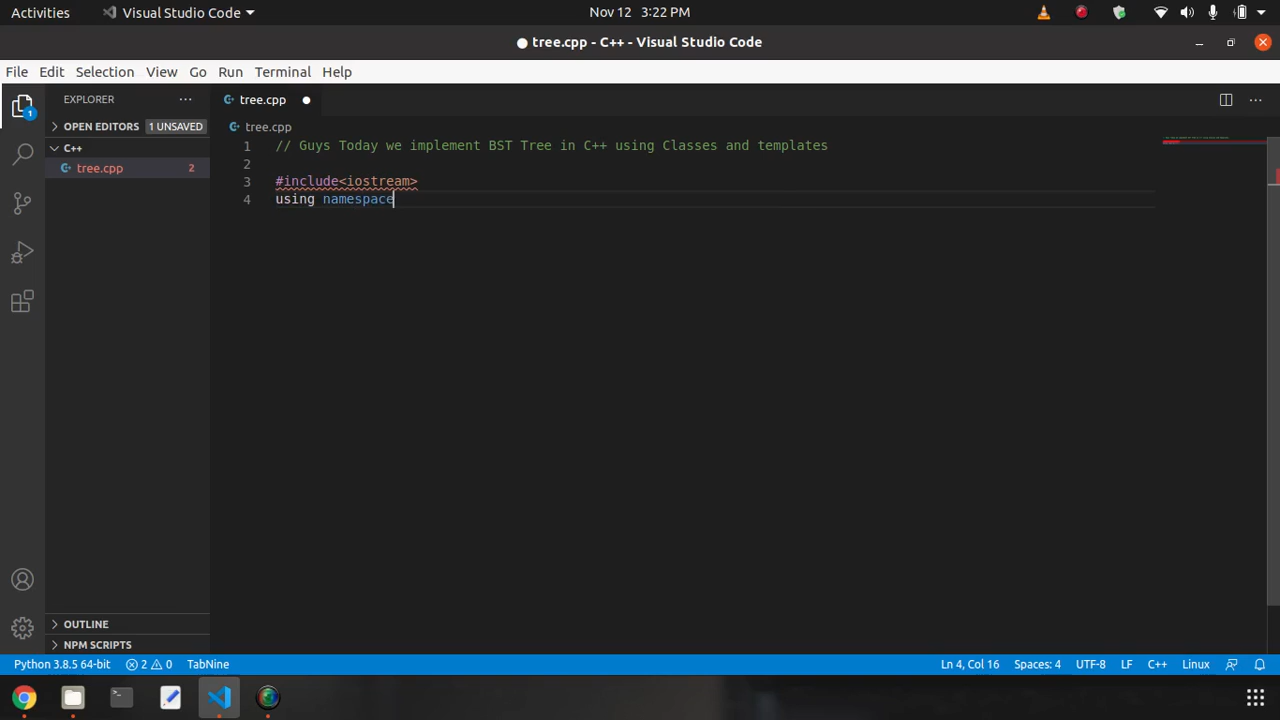 Activities
Visual Studio Code
Nov 12 3:22 PM
tree.cpp - C++ - Visual Studio Code
File Edit Selection View Go Run Terminal Help
EXPLORER
tree.cpp
OPEN EDITORS
1 UNSAVED
tree.cpp
C++
tree.cpp 2
1
1 // Guys Today we implement BST Tree in C++ using Classes and templates
2
3 #include<iostream>
4 using namespace
OUTLINE
NPM SCRIPTS
Python 3.8.5 64-bit 2 0 TabNine Ln 4, Col 16 Spaces: 4 UTF-8 LF C++ Linux